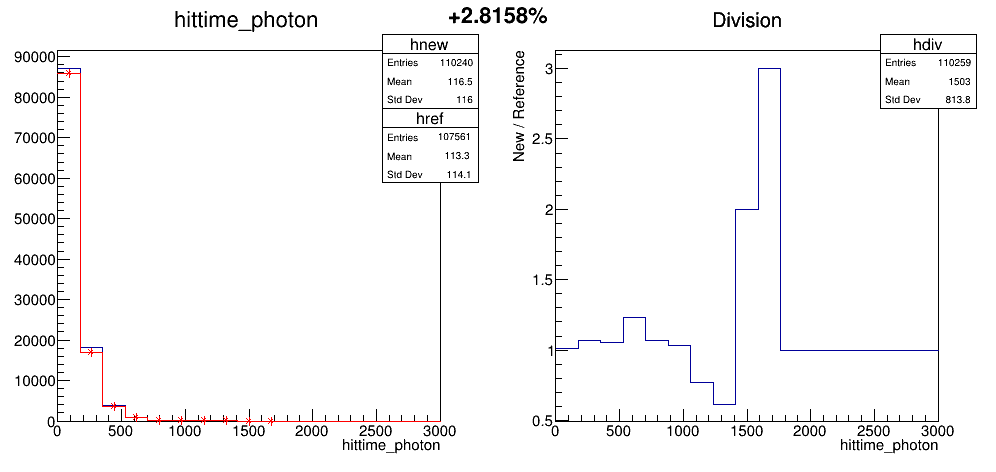 +2.8158%
hittime_photon
hnew
Entries 110240
Mean 116.5
Std Dev 116
href
Entries 107561
Mean 113.3
Std Dev 114.1
90000
80000
70000
60000
50000
40000
30000
20000
10000
0
0 500 1000 1500 2000 2500 3000
hittime_photon
Division
hdiv
Entries 110259
Mean 1503
Std Dev 813.8
New / Reference
3
2.5
2
1.5
1
0.5
0 500 1000 1500 2000 2500 3000
hittime_photon